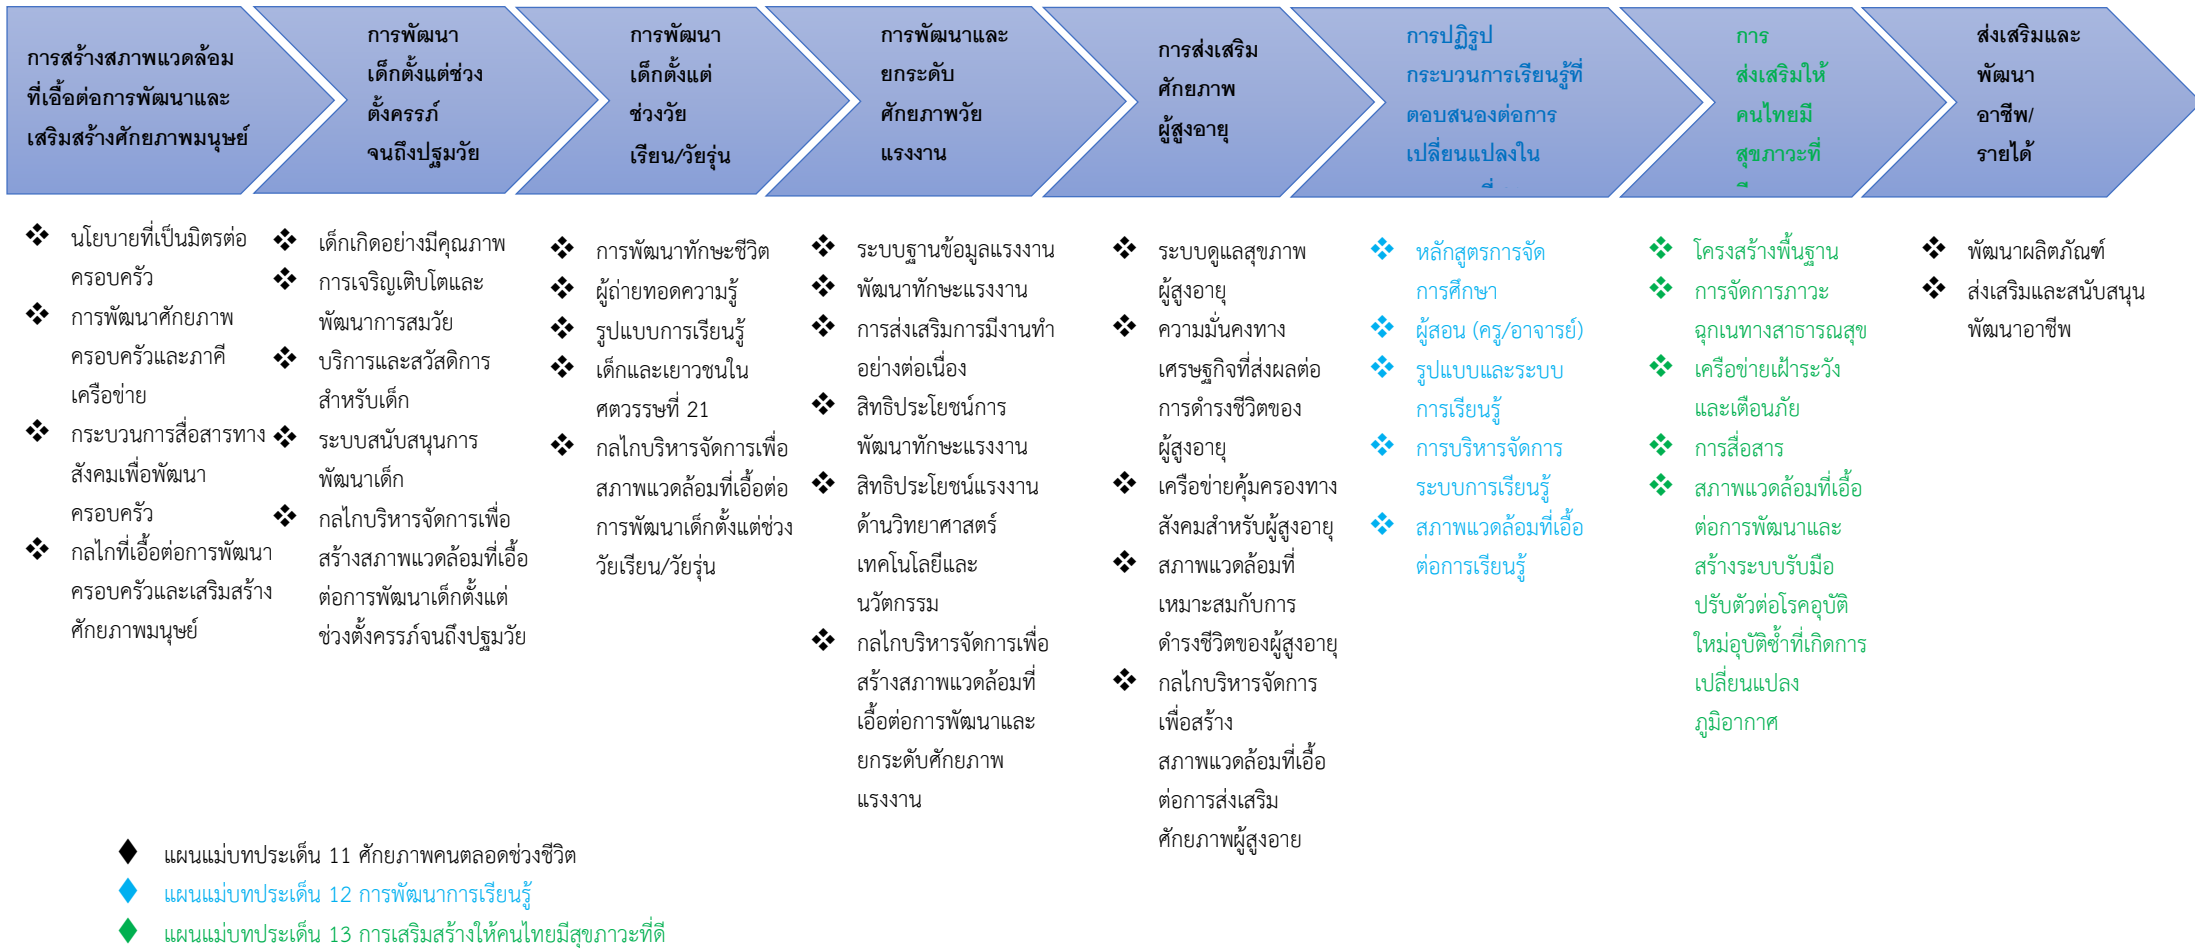 การสร้างสภาพแวดล้อม
ที่เอื้อต่อการพัฒนาและ
เสริมสร้างศักยภาพมนุษย์
การพัฒนา
เด็กตั้งแต่ช่วง
ตั้งครรภ์
จนถึงปฐมวัย
การพัฒนา
เด็กตั้งแต่
ช่วงวัย
เรียน/วัยรุ่น
การพัฒนาและ
ยกระดับ
ศักยภาพวัย
แรงงาน
การส่งเสริม
ศักยภาพ
ผู้สูงอายุ
การปฏิรูป
กระบวนการเรียนรู้ที่
ตอบสนองต่อการ
เปลี่ยนแปลงใน
การ
ส่งเสริมให้
คนไทยมี
สุขภาวะที่
ส่งเสริมและ
พัฒนา
อาชีพ/
รายได้
❖ นโยบายที่เป็นมิตรต่อ
ครอบครัว
❖ การพัฒนาศักยภาพ
ครอบครัวและภาคี
เครือข่าย
❖ กระบวนการสื่อสารทาง
สังคมเพื่อพัฒนา
ครอบครัว
❖ กลไกที่เอื้อต่อการพัฒนา
ครอบครัวและเสริมสร้าง
ศักยภาพมนุษย์
❖ เด็กเกิดอย่างมีคุณภาพ
❖ การเจริญเติบโตและ
พัฒนาการสมวัย
❖ บริการและสวัสดิการ
สำหรับเด็ก
❖ ระบบสนับสนุนการ
พัฒนาเด็ก
❖ กลไกบริหารจัดการเพื่อ
สร้างสภาพแวดล้อมที่เอื้อ
ต่อการพัฒนาเด็กตั้งแต่
ช่วงตั้งครรภ์จนถึงปฐมวัย
❖ การพัฒนาทักษะชีวิต
❖ ผู้ถ่ายทอดความรู้
❖ รูปแบบการเรียนรู้
❖ เด็กและเยาวชนใน
ศตวรรษที่ 21
❖ กลไกบริหารจัดการเพื่อ
สภาพแวดล้อมที่เอื้อต่อ
การพัฒนาเด็กตั้งแต่ช่วง
วัยเรียน/วัยรุ่น
❖ ระบบฐานข้อมูลแรงงาน
❖ พัฒนาทักษะแรงงาน
❖ การส่งเสริมการมีงานทำ
อย่างต่อเนื่อง
❖ สิทธิประโยชน์การ
พัฒนาทักษะแรงงาน
❖ สิทธิประโยชน์แรงงาน
ด้านวิทยาศาสตร์
เทคโนโลยีและ
นวัตกรรม
❖ กลไกบริหารจัดการเพื่อ
สร้างสภาพแวดล้อมที่
เอื้อต่อการพัฒนาและ
ยกระดับศักยภาพ
แรงงาน
❖ ระบบดูแลสุขภาพ
ผู้สูงอายุ
❖ ความมั่นคงทาง
เศรษฐกิจที่ส่งผลต่อ
การดำรงชีวิตของ
ผู้สูงอายุ
❖ เครือข่ายคุ้มครองทาง
สังคมสำหรับผู้สูงอายุ
❖ สภาพแวดล้อมที่
เหมาะสมกับการ
ดำรงชีวิตของผู้สูงอายุ
❖ กลไกบริหารจัดการ
เพื่อสร้าง
สภาพแวดล้อมที่เอื้อ
ต่อการส่งเสริม
ศักยภาพผู้สูงอาย
❖ หลักสูตรการจัด
การศึกษา
❖ ผู้สอน (ครู/อาจารย์)
❖ รูปแบบและระบบ
การเรียนรู้
❖ การบริหารจัดการ
ระบบการเรียนรู้
❖ สภาพแวดล้อมที่เอื้อ
ต่อการเรียนรู้
❖ โครงสร้างพื้นฐาน
❖ การจัดการภาวะ
ฉุกเนทางสาธารณสุข
❖ เครือข่ายเฝ้าระวัง
และเตือนภัย
❖ การสื่อสาร
❖ สภาพแวดล้อมที่เอื้อ
ต่อการพัฒนาและ
สร้างระบบรับมือ
ปรับตัวต่อโรคอุบัติ
ใหม่อุบัติซ้ำที่เกิดการ
เปลี่ยนแปลง
ภูมิอากาศ
❖ พัฒนาผลิตภัณฑ์
❖ ส่งเสริมและสนับสนุน
พัฒนาอาชีพ
♦ แผนแม่บทประเด็น 11 ศักยภาพคนตลอดช่วงชีวิต
♦ แผนแม่บทประเด็น 12 การพัฒนาการเรียนรู้
♦ แผนแม่บทประเด็น 13 การเสริมสร้างให้คนไทยมีสุขภาวะที่ดี